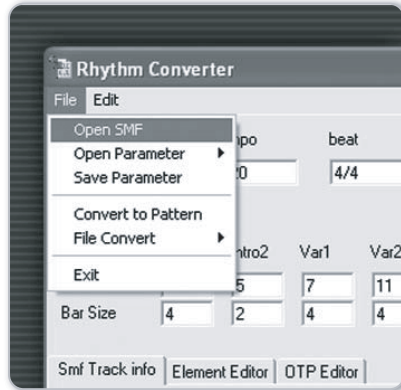 Rhythm Converter
File Edit
Open SMF
Open Parameter
Save Parameter
Convert to Pattern
File Convert
Exit
beat
4/4
Var1 Var2
5 7 11
Bar Size 4 2 4 4
Smf Track info Element Editor OTP Editor